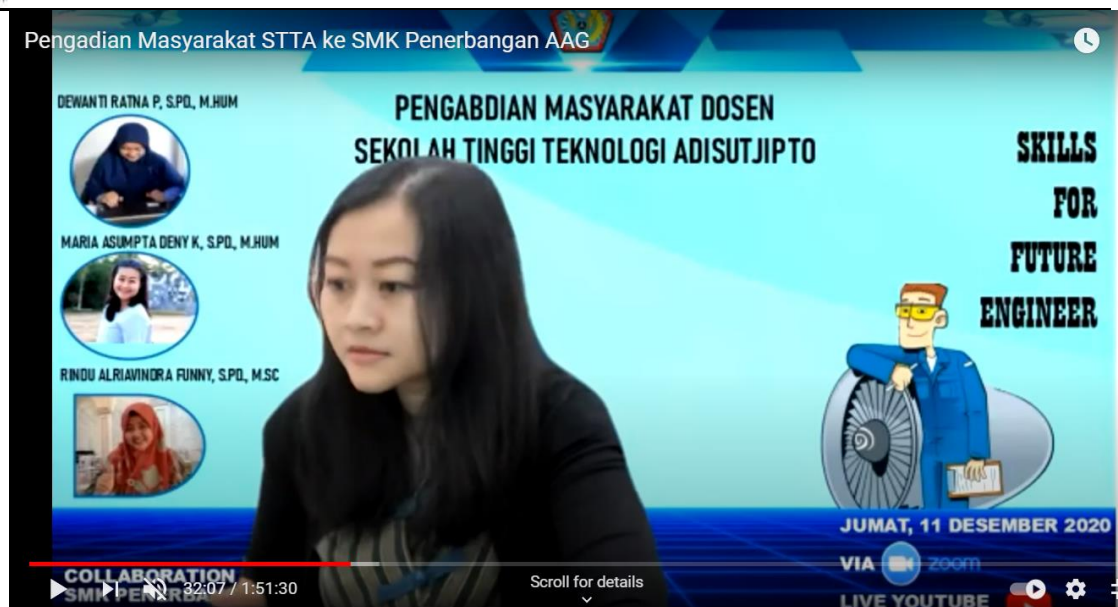 Pengadian Masyarakat STTA ke SMK Penerbangan AAG
DEWANTI RATNA P, S.PD., M.HUM
MARIA ASUMPTA DENY K, S.PD., M.HUM
RINDU ALRIAVINDRA FUNNY, S.PD., M.SC
PENGABDIAN MASYARAKAT DOSEN
SEKOLAH TINGGI TEKNOLOGI ADISUTJIPTO
SKILLS
FOR
FUTURE
ENGINEER
JUMAT, 11 DESEMBER 2020
VIA zoom
LIVE YOUTUBE
COLLABORATION
SMK PENERBA
32:07 / 1:51:30
Scroll for details